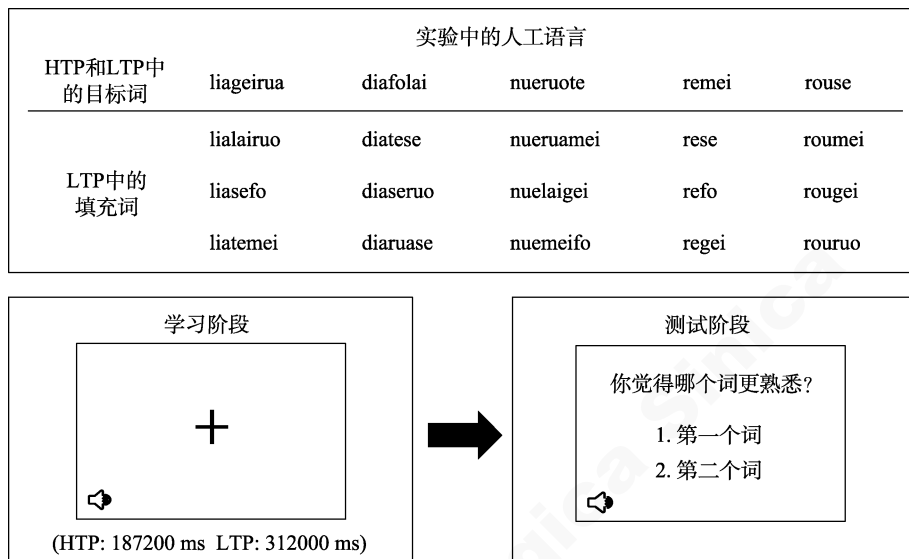 实验中的人工语言
HTP和LTP中
的目标词
liageirua diafolai nueruote remei rouse
LTP中的
填充词
lialairuo diatese nueruamei rese roumei
liasefo diaseruo nuelaigei refo rougei
liatemei diaruase nuemeifo regei rouruo
学习阶段
(HTP: 187200 ms LTP: 312000 ms)
测试阶段
你觉得哪个词更熟悉?
1. 第一个词
2. 第二个词
gica Sinica